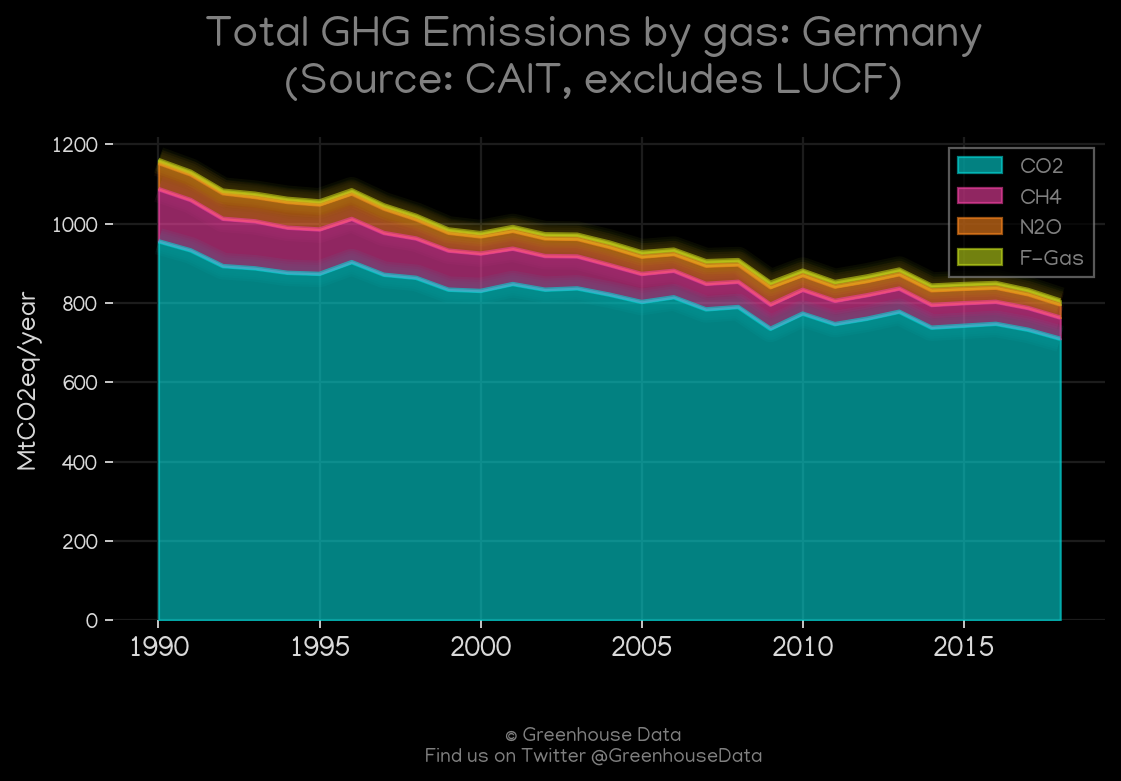 Total GHG Emissions by gas: Germany
(Source: CAIT, excludes LUCF)
1200
1000
800
600
400
200
0
MtCO2eq/year
CO2
CH4
N2O
F-Gas
1990 1995 2000 2005 2010 2015
© Greenhouse Data
Find us on Twitter @GreenhouseData